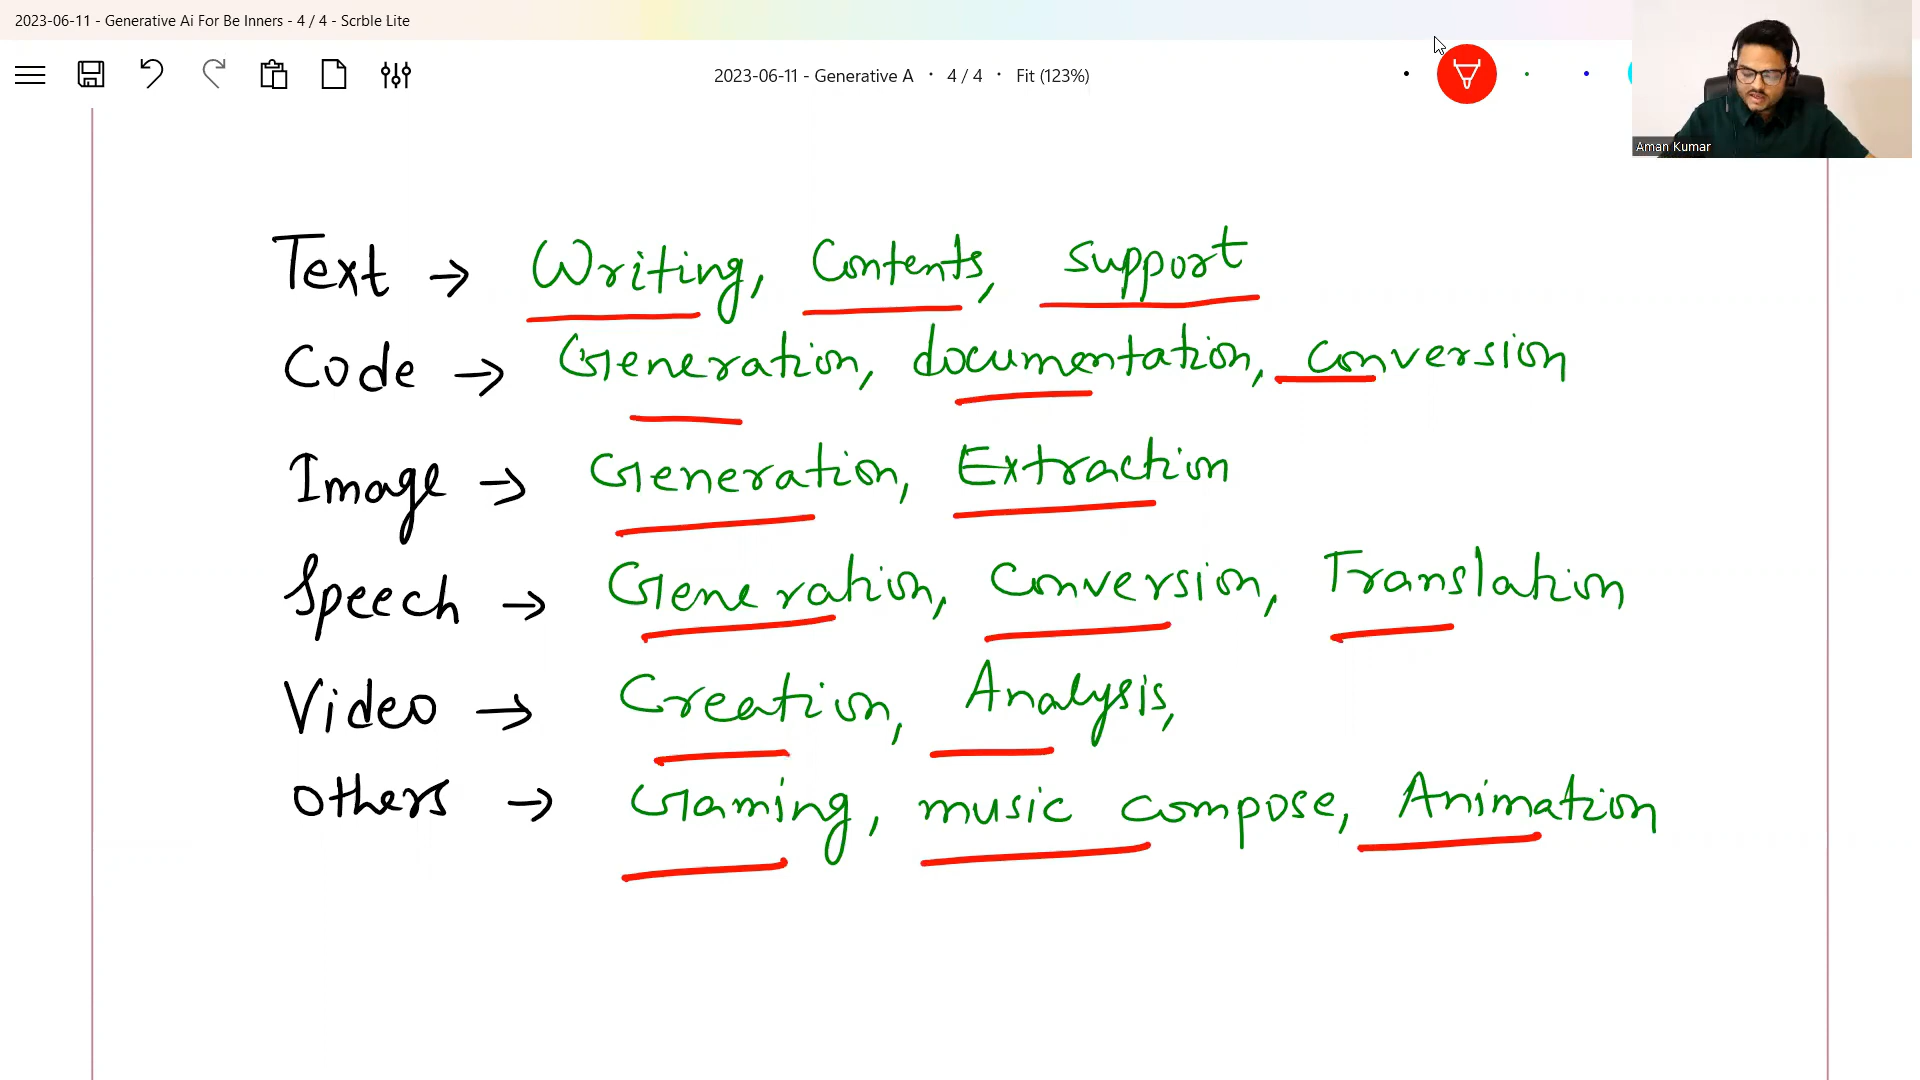 2023-06-11 - Generative Ai For Be Inners - 4 / 4 - Scrble Lite
2023-06-11 - Generative A • 4 / 4 • Fit (123%)
Aman Kumar
Text → Writing, Contents, support
Code → Generation, documentation, conversion
Image → Generation, Extraction
Speech → Generation, Conversion, Translation
Video → Creation, Analysis,
Others → Gaming, music compose, Animation